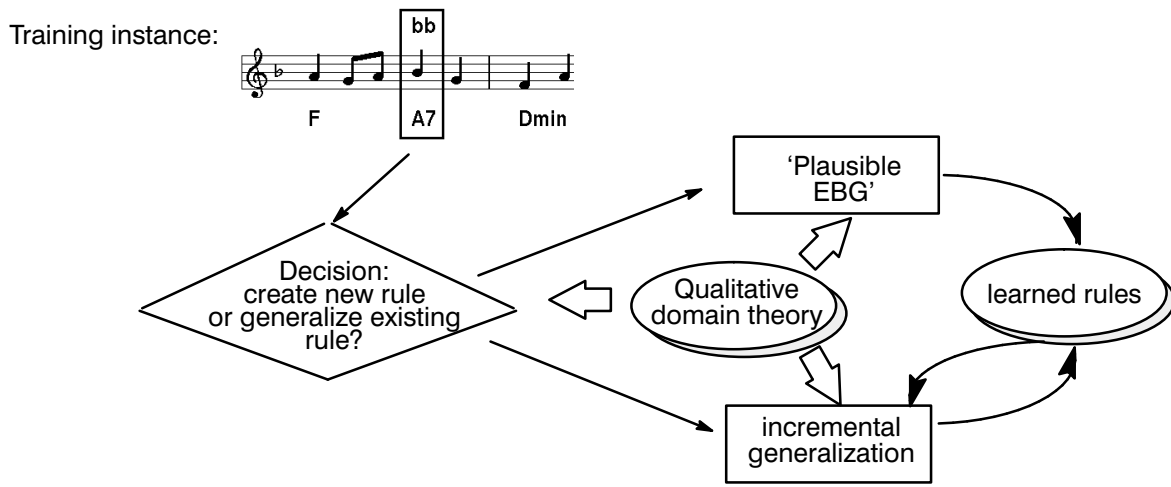 Training instance:
bb
F
A7
Dmin
‘Plausible
EBG’
Decision:
create new rule
or generalize existing
rule?
Qualitative
domain theory
learned rules
incremental
generalization